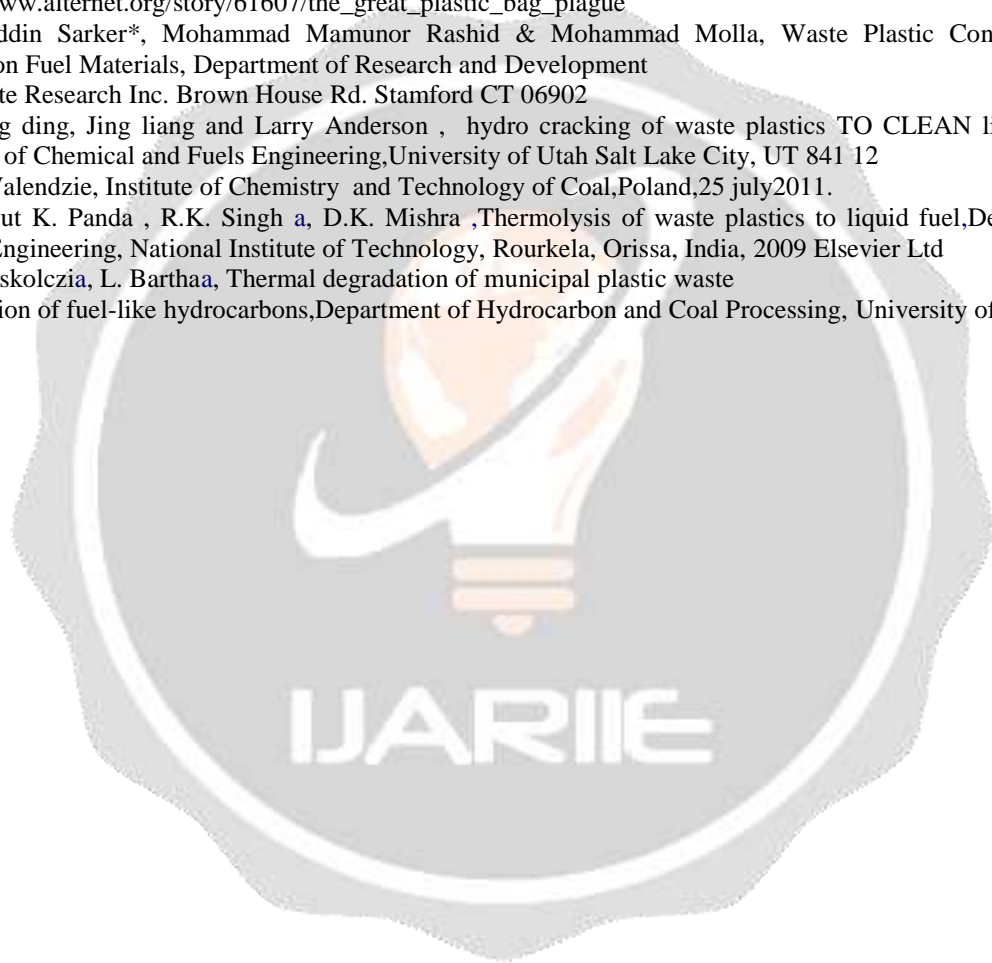 www.alternet.org/story/61607/the_great_plastic_bag_plague
ddin Sarker*, Mohammad Mamunor Rashid & Mohammad Molla, Waste Plastic Con
on Fuel Materials, Department of Research and Development
te Research Inc. Brown House Rd. Stamford CT 06902
g ding, Jing liang and Larry Anderson , hydro cracking of waste plastics TO CLEAN li
of Chemical and Fuels Engineering,University of Utah Salt Lake City, UT 841 12
Valendzie, Institute of Chemistry and Technology of Coal,Poland,25 july2011.
ut K. Panda , R.K. Singh a, D.K. Mishra ,Thermolysis of waste plastics to liquid fuel,De
Engineering, National Institute of Technology, Rourkela, Orissa, India, 2009 Elsevier Ltd
skolczia, L. Barthaa, Thermal degradation of municipal plastic waste
ion of fuel-like hydrocarbons,Department of Hydrocarbon and Coal Processing, University of
IJARIIE